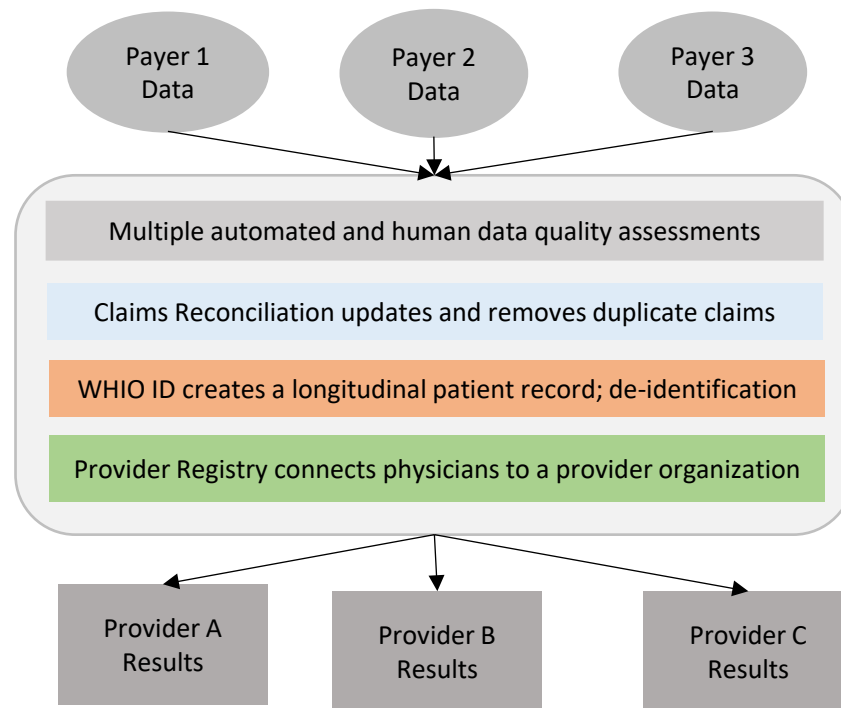 Payer 1
Data
Payer 2
Data
Payer 3
Data
Multiple automated and human data quality assessments
Claims Reconciliation updates and removes duplicate claims
WHIO ID creates a longitudinal patient record; de-identification
Provider Registry connects physicians to a provider organization
Provider A
Results
Provider B
Results
Provider C
Results